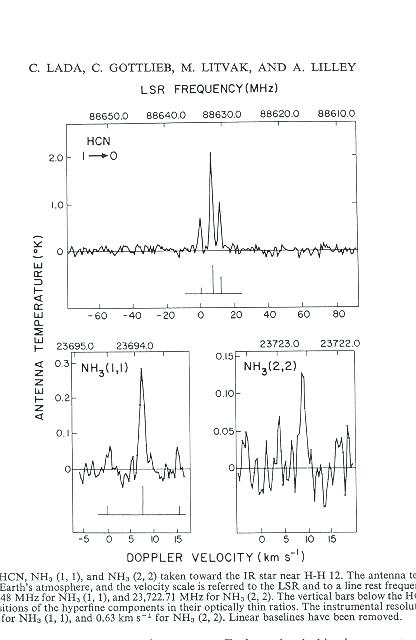 C. LADA, C. GOTTLIEB, M. LITVAK, AND A. LILLEY
LSR FREQUENCY (MHz)
88650.0 88640.0 88630.0 88620.0 88610.0
HCN
1→0
2.0
1.0
0
-60 -40 -20 0 20 40 60 80
ANTENNA TEMPERATURE (°K)
23695.0 23694.0
NH₃(1,1)
0.3
0.2
0.1
0
-5 0 5 10 15
23723.0 23722.0
NH₃(2,2)
0.15
0.10
0.05
0
0 5 10 15
DOPPLER VELOCITY (km s⁻¹)
HCN, NH₃ (1, 1), and NH₃ (2, 2) taken toward the IR star near H-H 12. The antenna te
Earth's atmosphere, and the velocity scale is referred to the LSR and to a line rest frequen
48 MHz for NH₃ (1, 1), and 23,722.71 MHz for NH₃ (2, 2). The vertical bars below the HC
sitions of the hyperfine components in their optically thin ratios. The instrumental resolu
for NH₃ (1, 1), and 0.63 km s⁻¹ for NH₃ (2, 2). Linear baselines have been removed.